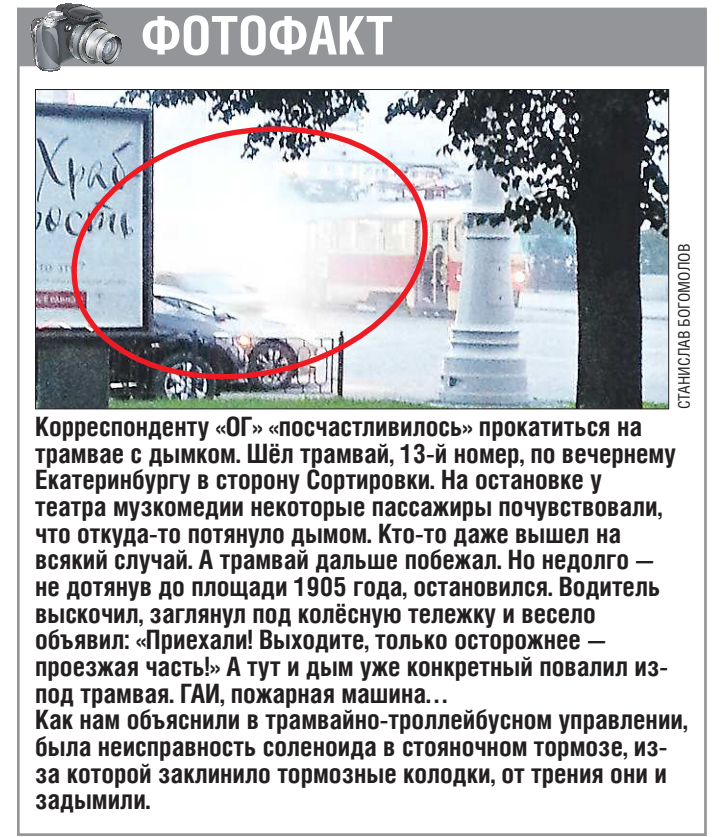 ФОТОФАКТ
Храб
рость
СТАНИСЛАВ БОГОМОЛОВ
Корреспонденту «ОГ» «посчастливилось» прокатиться на
трамвае с дымком. Шёл трамвай, 13-й номер, по вечернему
Екатеринбургу в сторону Сортировки. На остановке у
театра музкомедии некоторые пассажиры почувствовали,
что откуда-то потянуло дымом. Кто-то даже вышел на
всякий случай. А трамвай дальше побежал. Но недолго —
не дотянув до площади 1905 года, остановился. Водитель
выскочил, заглянул под колёсную тележку и весело
объявил: «Приехали! Выходите, только осторожнее —
проезжая часть!» А тут и дым уже конкретный повалил из-
под трамвая. ГАИ, пожарная машина...
Как нам объяснили в трамвайно-троллейбусном управлении,
была неисправность соленоида в стояночном тормозе, из-
за которой заклинило тормозные колодки, от трения они и
задымили.